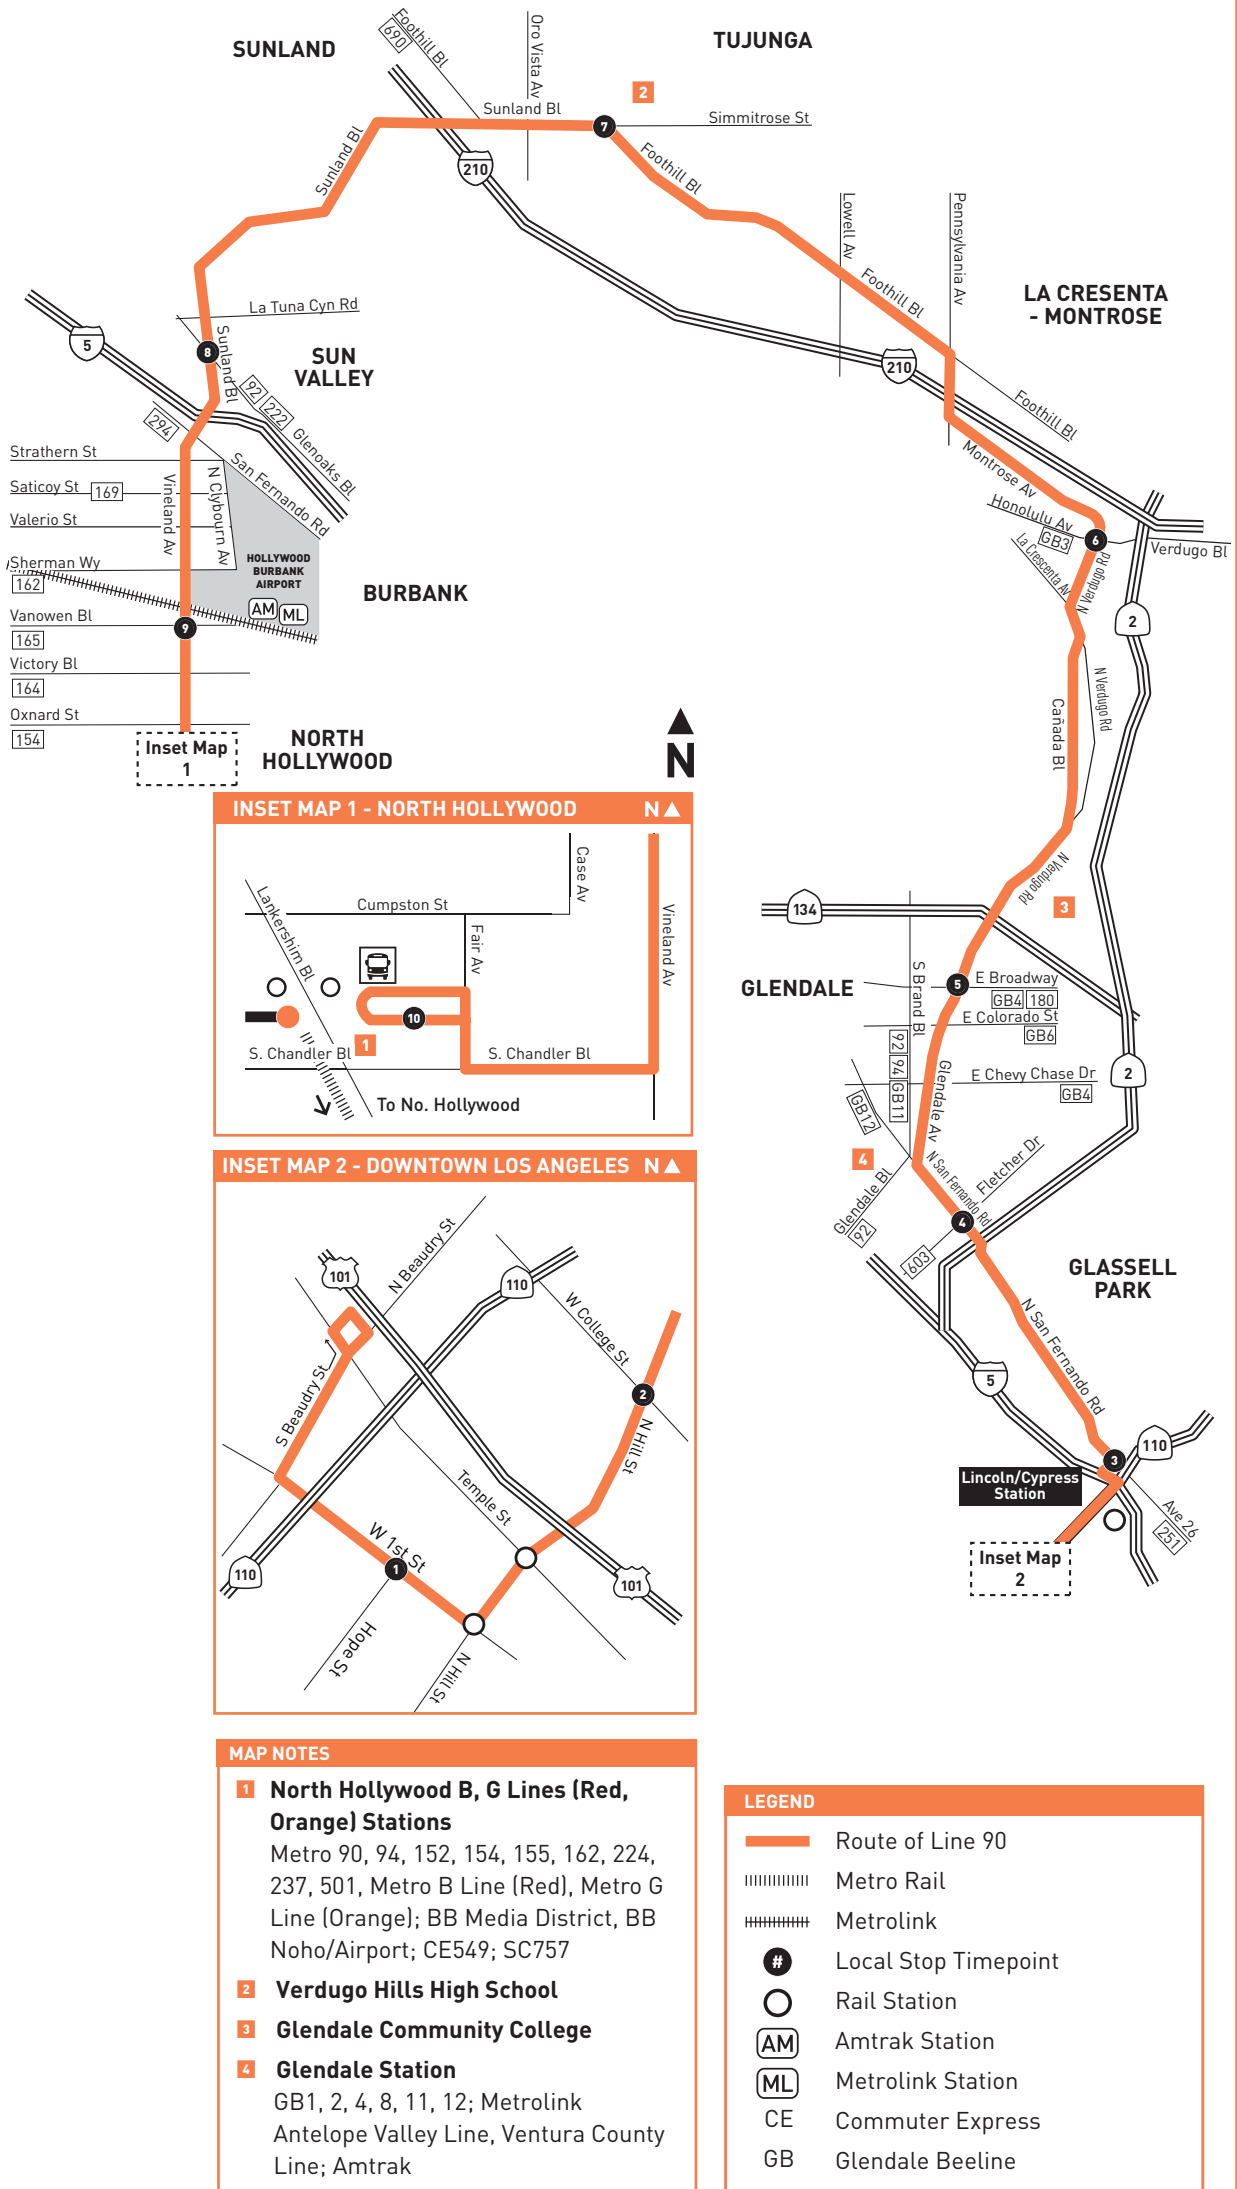 SUNLAND
TUJUNGA
Foothill Bl
690
Oro Vista Av
Sunland Bl
2
Simmitrose St
7
Sunland Bl
210
Foothill Bl
Lowell Av
Pennsylvania Av
Foothill Bl
LA CRESENTA
- MONTROSE
La Tuna Cyn Rd
5
8
Sunland Bl
SUN
VALLEY
210
92
222
Glenoaks Bl
294
Foothill Bl
Strathern St
San Fernando Rd
N Clybourn Av
Vineland Av
Montrose Av
Saticoy St 169
Valerio St
Honolulu Av
GB3
6
Verdugo Bl
La Crescenta Av
N Verdugo Rd
HOLLYWOOD
BURBANK
AIRPORT
AM
ML
Sherman Wy
162
BURBANK
Vanowen Bl
165
9
2
Victory Bl
164
N Verdugo Rd
Cañada Bl
Oxnard St
154
Inset Map
1
NORTH
HOLLYWOOD
N
INSET MAP 1 - NORTH HOLLYWOOD N
Case Av
Cumpston St
Lankershim Bl
Fair Av
Vineland Av
10
1
S. Chandler Bl
S. Chandler Bl
To No. Hollywood
N Verdugo Rd
134
3
GLENDALE
S Brand Bl
5
E Broadway
GB4 180
E Colorado St
GB6
92 94 GB11
Glendale Av
E Chevy Chase Dr
GB4
2
GB12
4
N San Fernando Rd
Fletcher Dr
Glendale Bl
92
4
603
GLASSELL
PARK
N San Fernando Rd
5
110
3
Lincoln/Cypress
Station
Ave 26
251
Inset Map
2
INSET MAP 2 - DOWNTOWN LOS ANGELES N
101
N Beaudry St
110
W College St
2
S Beaudry St
N Hill St
Temple St
W 1st St
1
110
101
Hope St
N Hill St
MAP NOTES
1 North Hollywood B, G Lines (Red,
Orange) Stations
Metro 90, 94, 152, 154, 155, 162, 224,
237, 501, Metro B Line (Red), Metro G
Line (Orange); BB Media District, BB
Noho/Airport; CE549; SC757
2 Verdugo Hills High School
3 Glendale Community College
4 Glendale Station
GB1, 2, 4, 8, 11, 12; Metrolink
Antelope Valley Line, Ventura County
Line; Amtrak
LEGEND
Route of Line 90
Metro Rail
Metrolink
# Local Stop Timepoint
Rail Station
AM Amtrak Station
ML Metrolink Station
CE Commuter Express
GB Glendale Beeline